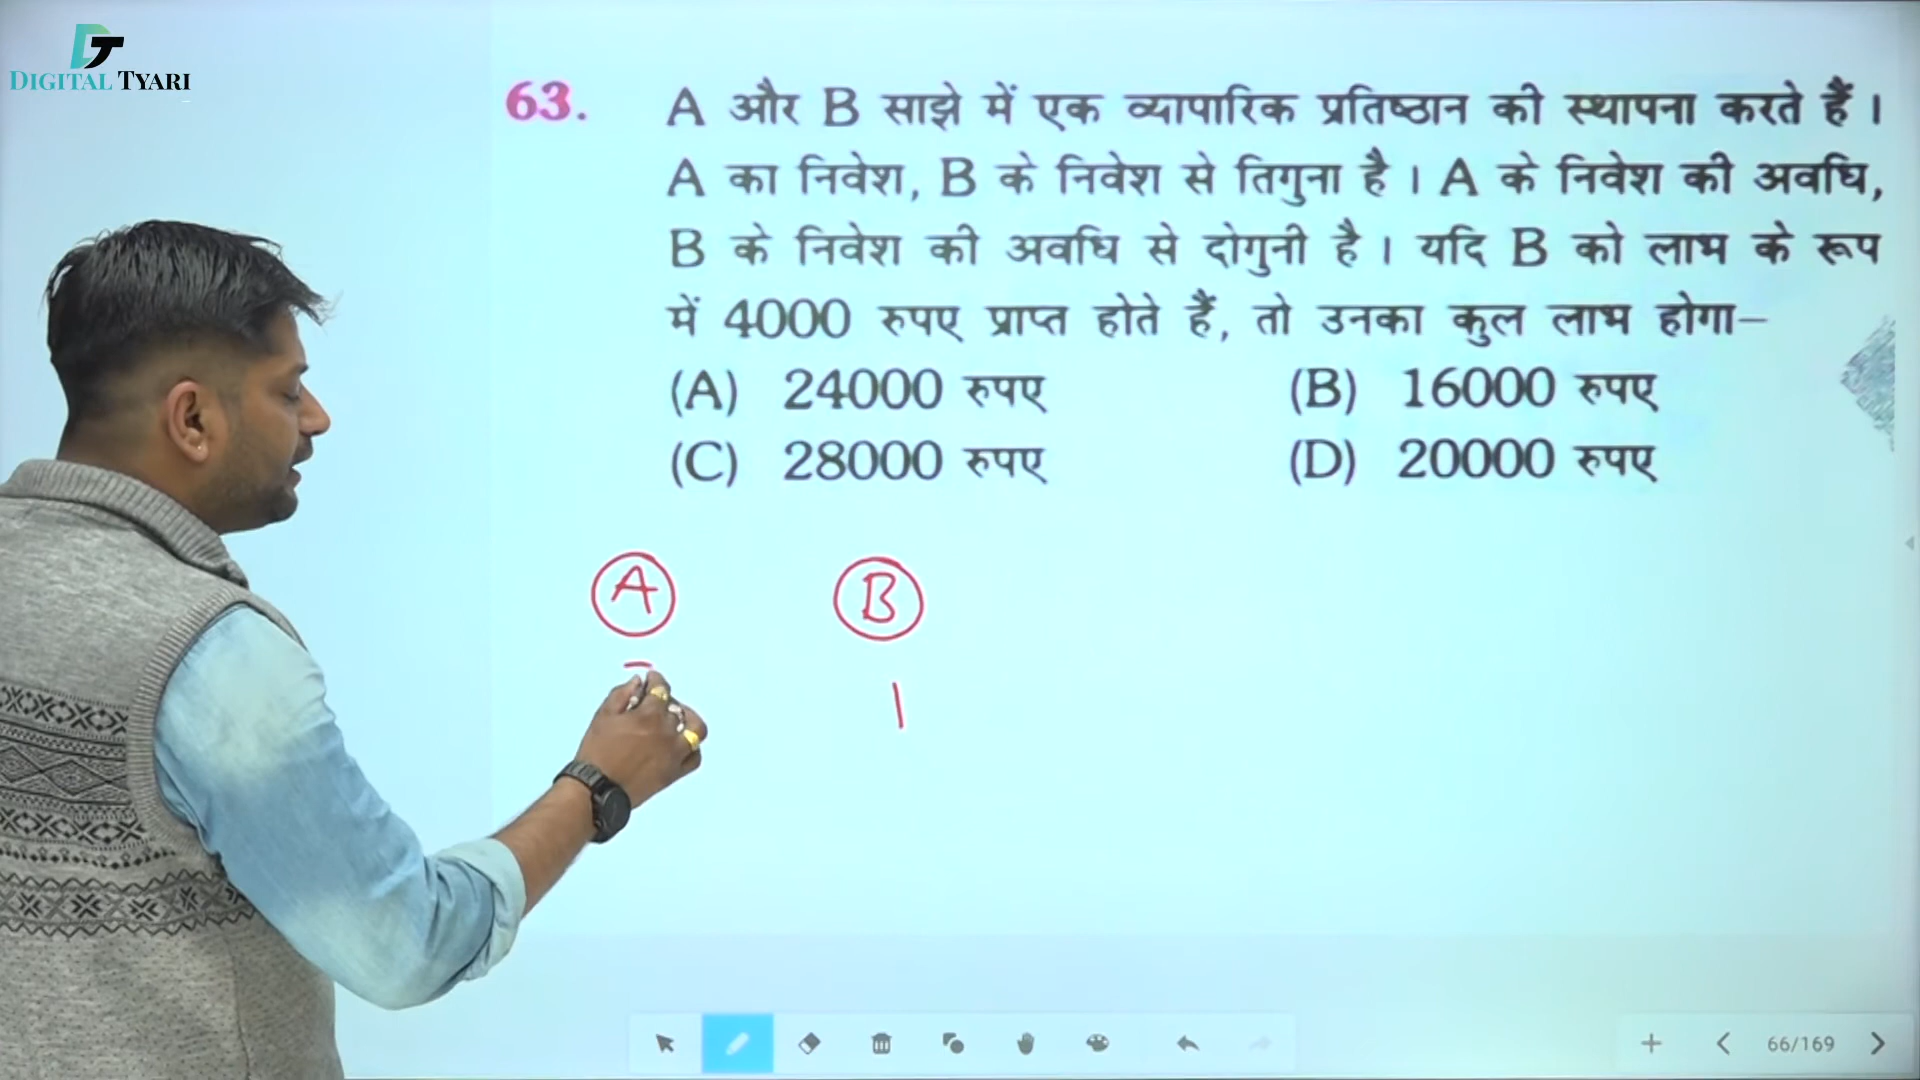 DIGITAL TYARI
63. A और B साझे में एक व्यापारिक प्रतिष्ठान की स्थापना करते हैं ।
A का निवेश, B के निवेश से तिगुना है । A के निवेश की अवधि,
B के निवेश की अवधि से दोगुनी है । यदि B को लाभ के रूप
में 4000 रुपए प्राप्त होते हैं, तो उनका कुल लाभ होगा–
(A) 24000 रुपए (B) 16000 रुपए
(C) 28000 रुपए (D) 20000 रुपए
A B
1
66/169